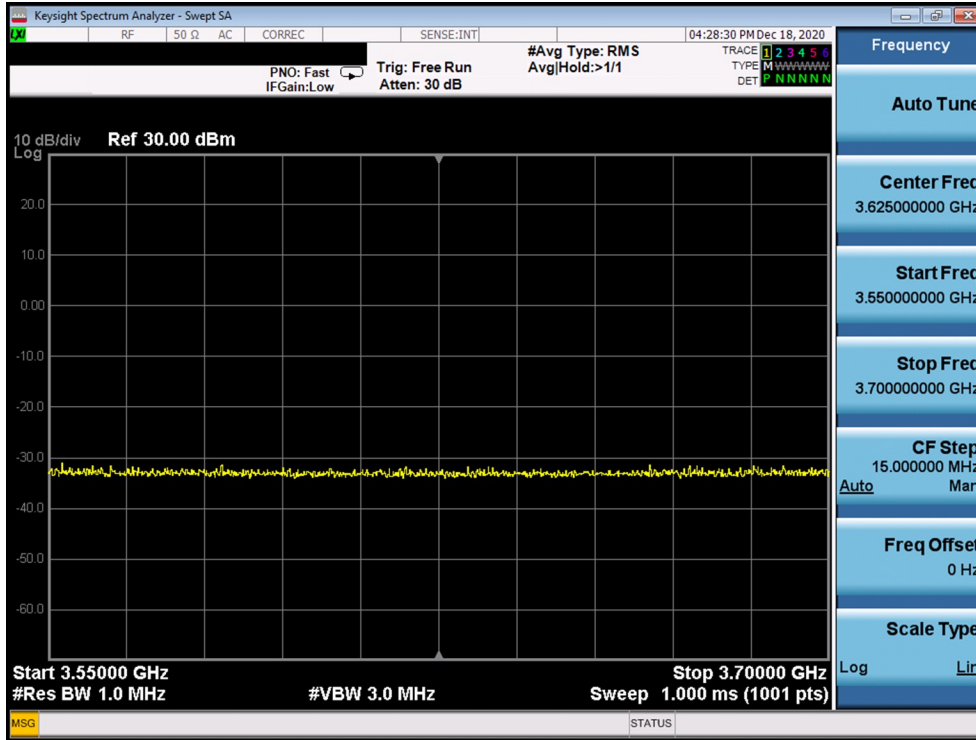 Keysight Spectrum Analyzer - Swept SA
LXI RF 50 Ω AC CORREC SENSE:INT 04:28:30 PM Dec 18, 2020
PNO: Fast
IFGain:Low
Trig: Free Run
Atten: 30 dB
#Avg Type: RMS
Avg|Hold:>1/1
TRACE 1 2 3 4 5 6
TYPE M WWWWW
DET P N N N N N
10 dB/div
Log
Ref 30.00 dBm
20.0
10.0
0.00
-10.0
-20.0
-30.0
-40.0
-50.0
-60.0
Start 3.55000 GHz
Stop 3.70000 GHz
#Res BW 1.0 MHz
#VBW 3.0 MHz
Sweep 1.000 ms (1001 pts)
MSG
STATUS
Frequency
Auto Tune
Center Freq
3.625000000 GHz
Start Freq
3.550000000 GHz
Stop Freq
3.700000000 GHz
CF Step
15.000000 MHz
Auto Man
Freq Offset
0 Hz
Scale Type
Log Lin